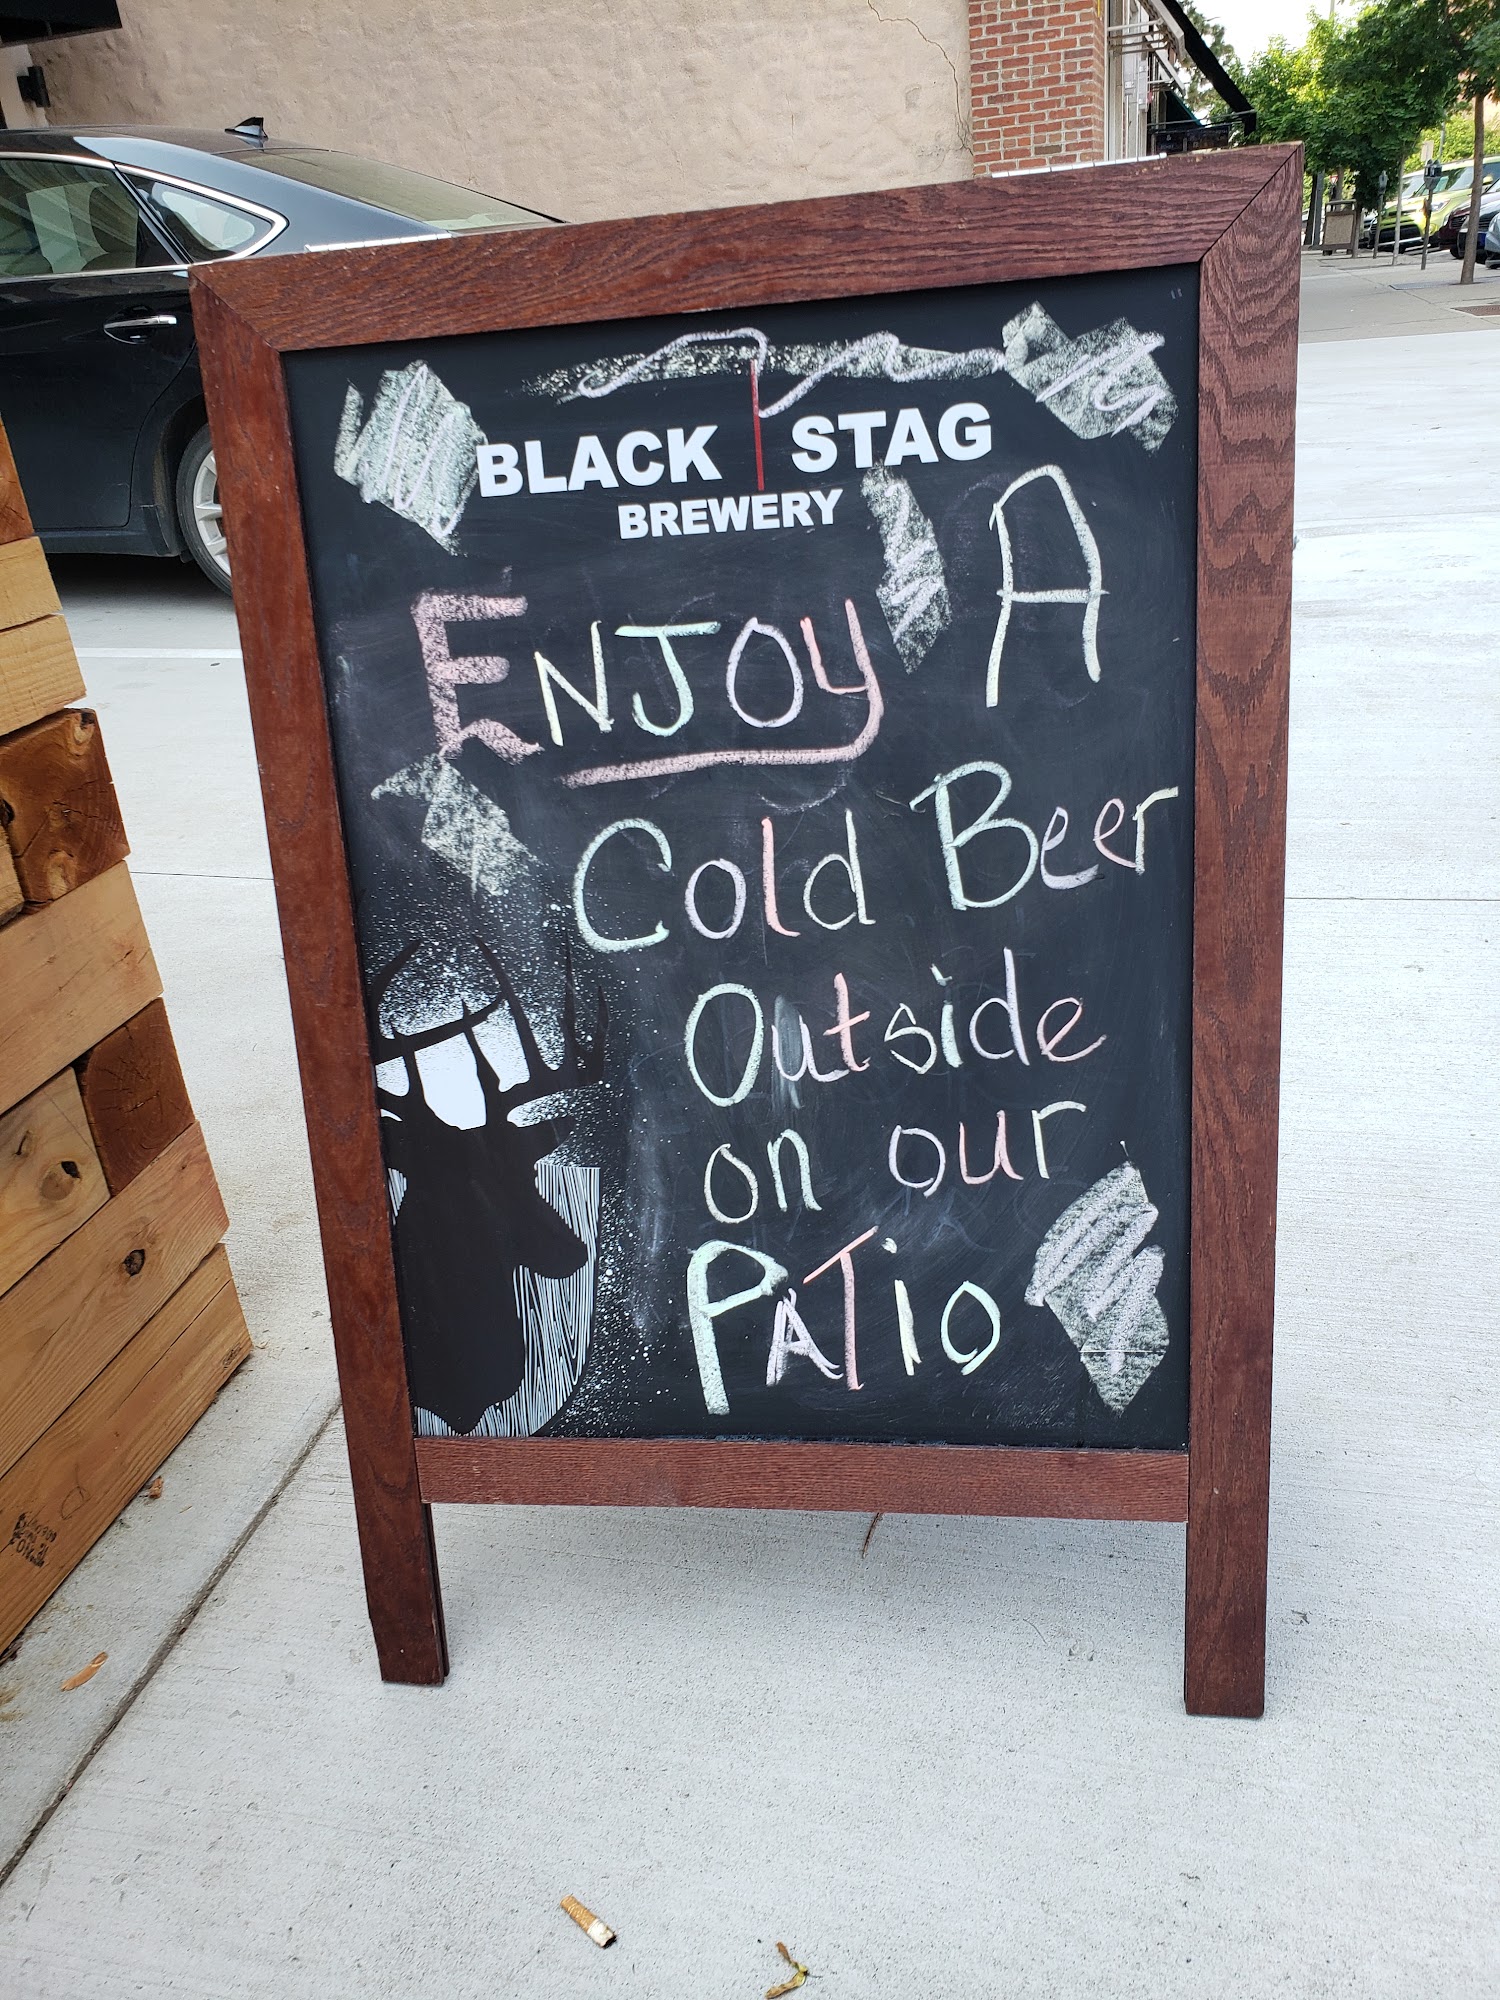 BLACK STAG
BREWERY
ENJOY A
Cold Beer
Outside
on our
PATiO